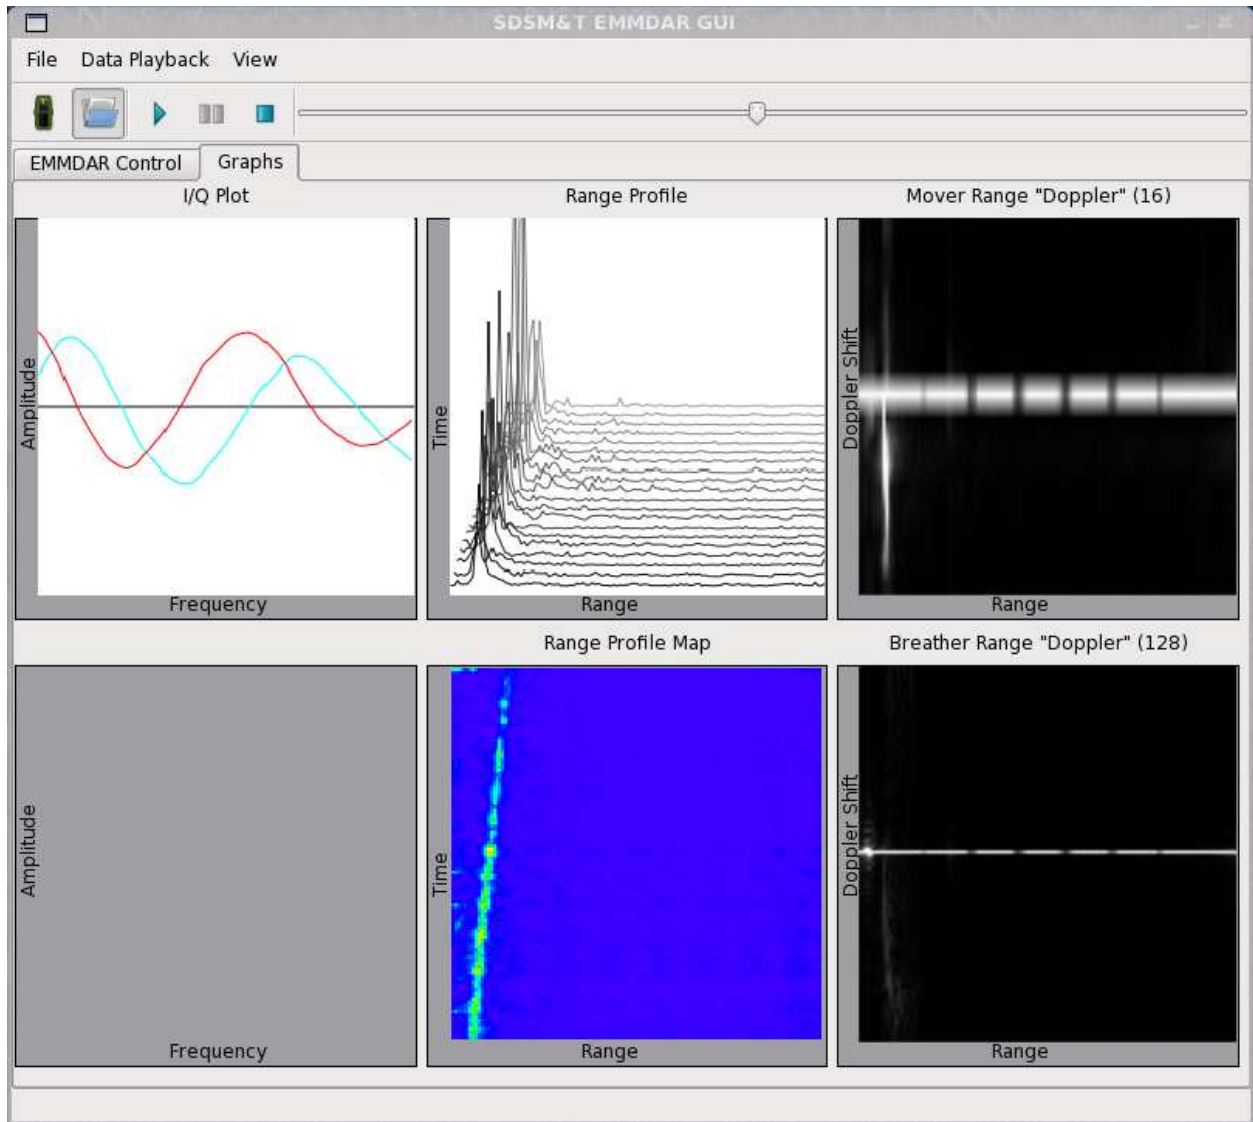 SDSM&T EMMDAR GUI
File Data Playback View
EMMDAR Control Graphs
I/Q Plot
Amplitude
Frequency
Range Profile
Time
Range
Mover Range "Doppler" (16)
Doppler Shift
Range
Amplitude
Frequency
Range Profile Map
Time
Range
Breather Range "Doppler" (128)
Doppler Shift
Range